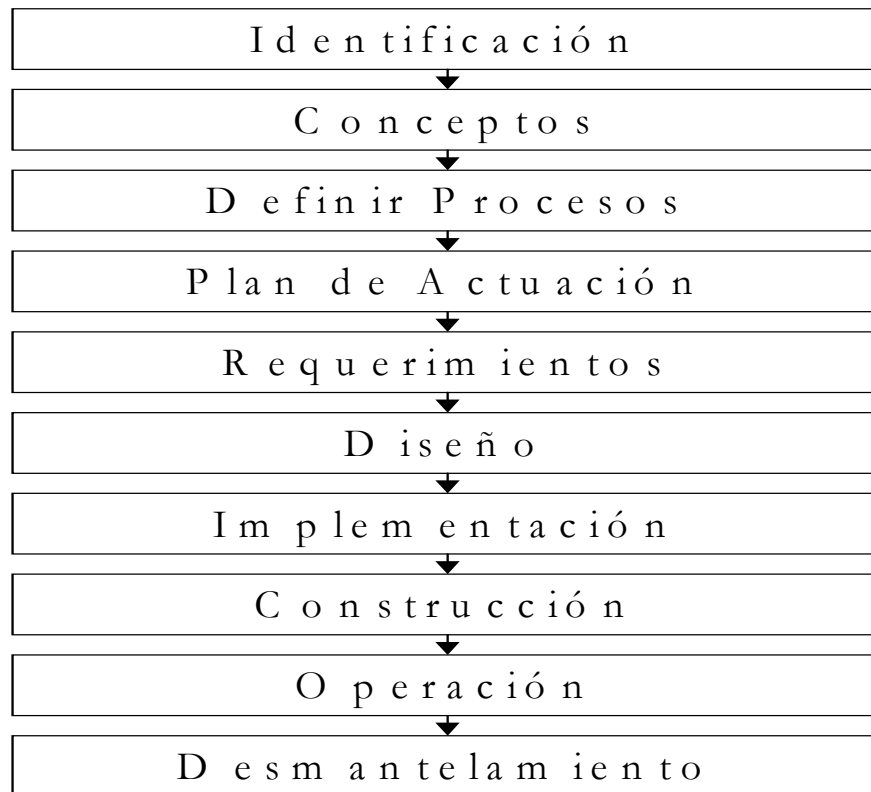 Identificación
Conceptos
Definir Procesos
Plan de Actuación
Requerimientos
Diseño
Implementación
Construcción
Operación
Desmantelamiento